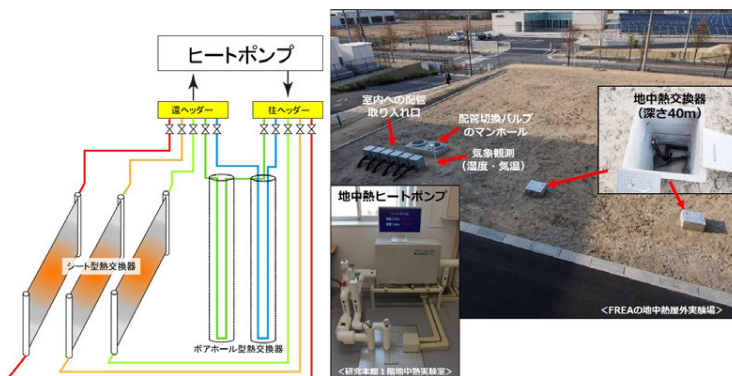 ヒートポンプ
還ヘッダー
往ヘッダー
シート型熱交換器
ボアホール型熱交換器
室内への配管
取り入れ口
配管切換バルブ
のマンホール
気象観測
(湿度・気温)
地中熱交換器
(深さ40m)
地中熱ヒートポンプ
<研究本館1階地中熱実験室>
<FREAの地中熱屋外実験場>